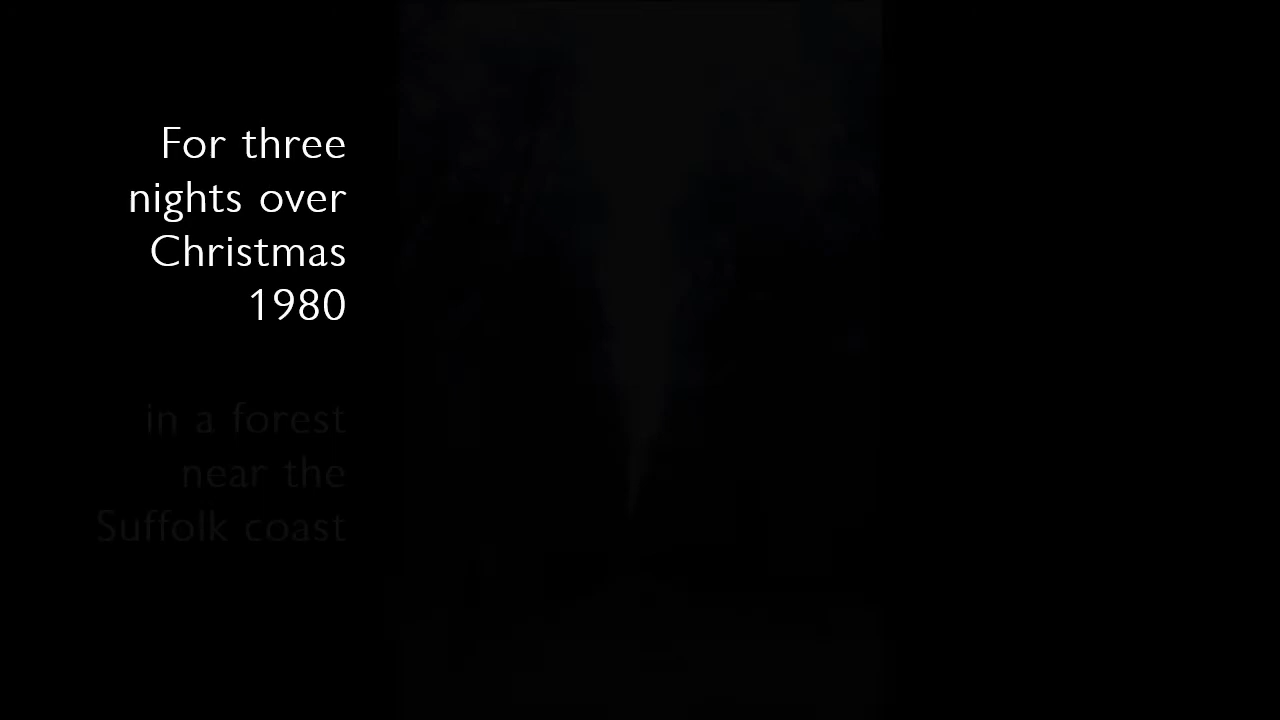 For three
nights over
Christmas
1980
in a forest
near the
Suffolk coast